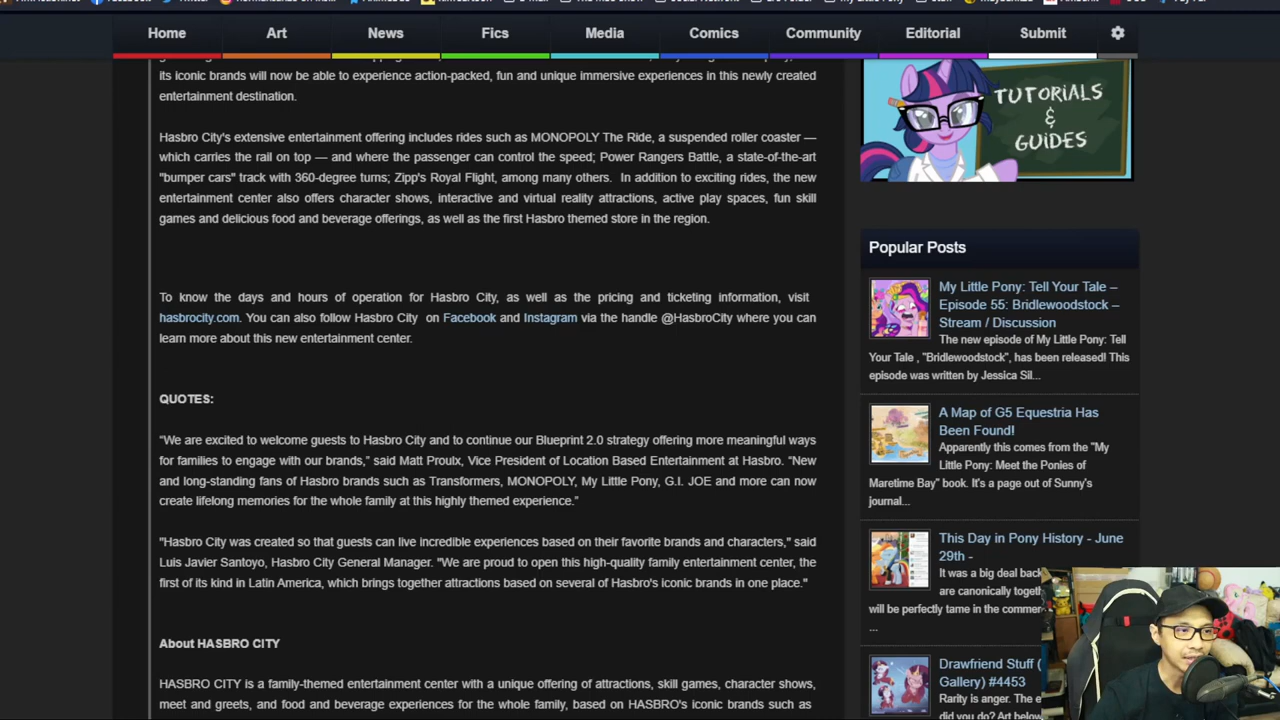 Home Art News Fics Media Comics Community Editorial Submit
its iconic brands will now be able to experience action-packed, fun and unique immersive experiences in this newly created
entertainment destination.
Hasbro City's extensive entertainment offering includes rides such as MONOPOLY The Ride, a suspended roller coaster —
which carries the rail on top — and where the passenger can control the speed; Power Rangers Battle, a state-of-the-art
"bumper cars" track with 360-degree turns; Zipp's Royal Flight, among many others. In addition to exciting rides, the new
entertainment center also offers character shows, interactive and virtual reality attractions, active play spaces, fun skill
games and delicious food and beverage offerings, as well as the first Hasbro themed store in the region.
To know the days and hours of operation for Hasbro City, as well as the pricing and ticketing information, visit
hasbrocity.com. You can also follow Hasbro City on Facebook and Instagram via the handle @HasbroCity where you can
learn more about this new entertainment center.
QUOTES:
“We are excited to welcome guests to Hasbro City and to continue our Blueprint 2.0 strategy offering more meaningful ways
for families to engage with our brands,” said Matt Proulx, Vice President of Location Based Entertainment at Hasbro. “New
and long-standing fans of Hasbro brands such as Transformers, MONOPOLY, My Little Pony, G.I. JOE and more can now
create lifelong memories for the whole family at this highly themed experience.”
"Hasbro City was created so that guests can live incredible experiences based on their favorite brands and characters," said
Luis Javier Santoyo, Hasbro City General Manager. "We are proud to open this high-quality family entertainment center, the
first of its kind in Latin America, which brings together attractions based on several of Hasbro's iconic brands in one place."
About HASBRO CITY
HASBRO CITY is a family-themed entertainment center with a unique offering of attractions, skill games, character shows,
meet and greets, and food and beverage experiences for the whole family, based on HASBRO's iconic brands such as
TUTORIALS
&
GUIDES
Popular Posts
My Little Pony: Tell Your Tale –
Episode 55: Bridlewoodstock –
Stream / Discussion
The new episode of My Little Pony: Tell
Your Tale , "Bridlewoodstock", has been released! This
episode was written by Jessica Sil...
A Map of G5 Equestria Has
Been Found!
Apparently this comes from the "My
Little Pony: Meet the Ponies of
Maretime Bay" book. It's a page out of Sunny's
journal...
This Day in Pony History - June
29th -
It was a big deal back
are canonically togeth
will be perfectly tame in the comme
...
Drawfriend Stuff (
Gallery) #4453
Rarity is anger. The e
did you do? Art below